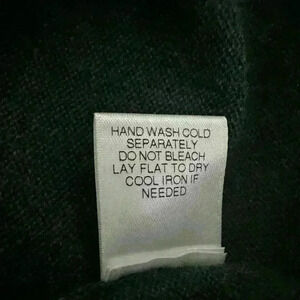 HAND WASH COLD
SEPARATELY
DO NOT BLEACH
LAY FLAT TO DRY
COOL IRON IF
NEEDED